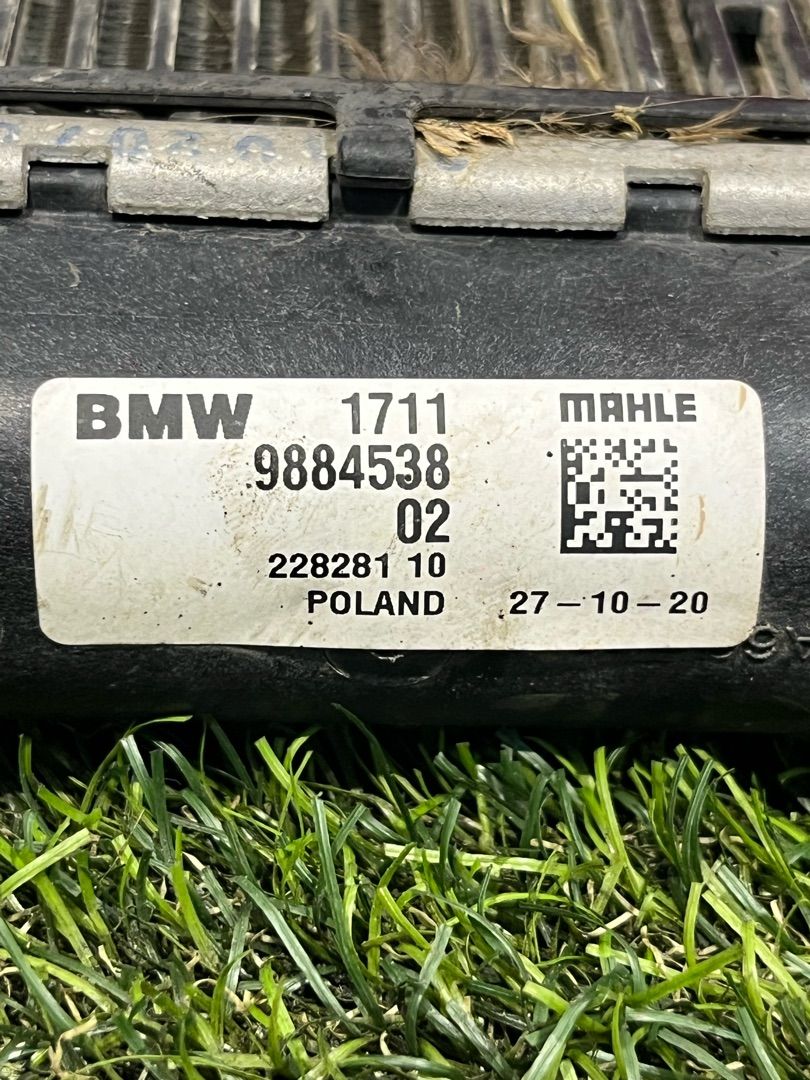 BMW 1711 MAHLE
9884538
02
228281 10
POLAND 27-10-20